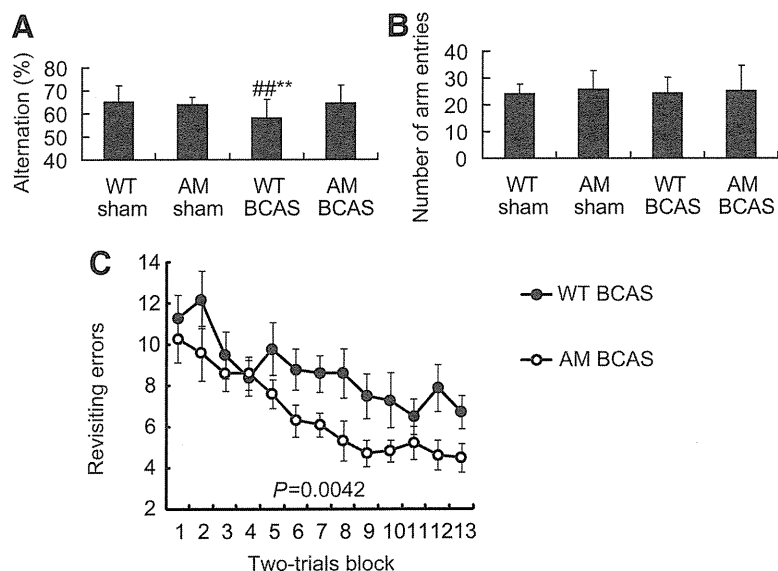 A
Alternation (%)
80
70
60
50
40
##**
WT sham
AM sham
WT BCAS
AM BCAS
B
Number of arm entries
40
30
20
10
0
WT sham
AM sham
WT BCAS
AM BCAS
C
Revisiting errors
14
12
10
8
6
4
2
P=0.0042
1 2 3 4 5 6 7 8 9 10 11 12 13
Two-trials block
WT BCAS
AM BCAS